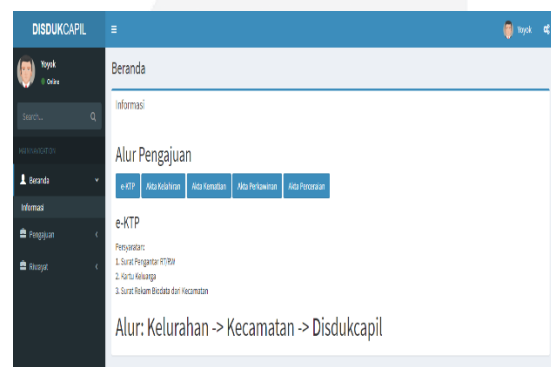 DISDUKCAPIL
Yoyok
Yoyok
Online
Search...
MAIN NAVIGATION
Beranda
Informasi
Pengajuan
Riwayat
Beranda
Informasi
Alur Pengajuan
e-KTP
Akta Kelahiran
Akta Kematian
Akta Perkawinan
Akta Perceraian
e-KTP
Persyaratan:
1. Surat Pengantar RT/RW
2. Kartu Keluarga
3. Surat Rekam Biodata dari Kecamatan
Alur: Kelurahan -> Kecamatan -> Disdukcapil